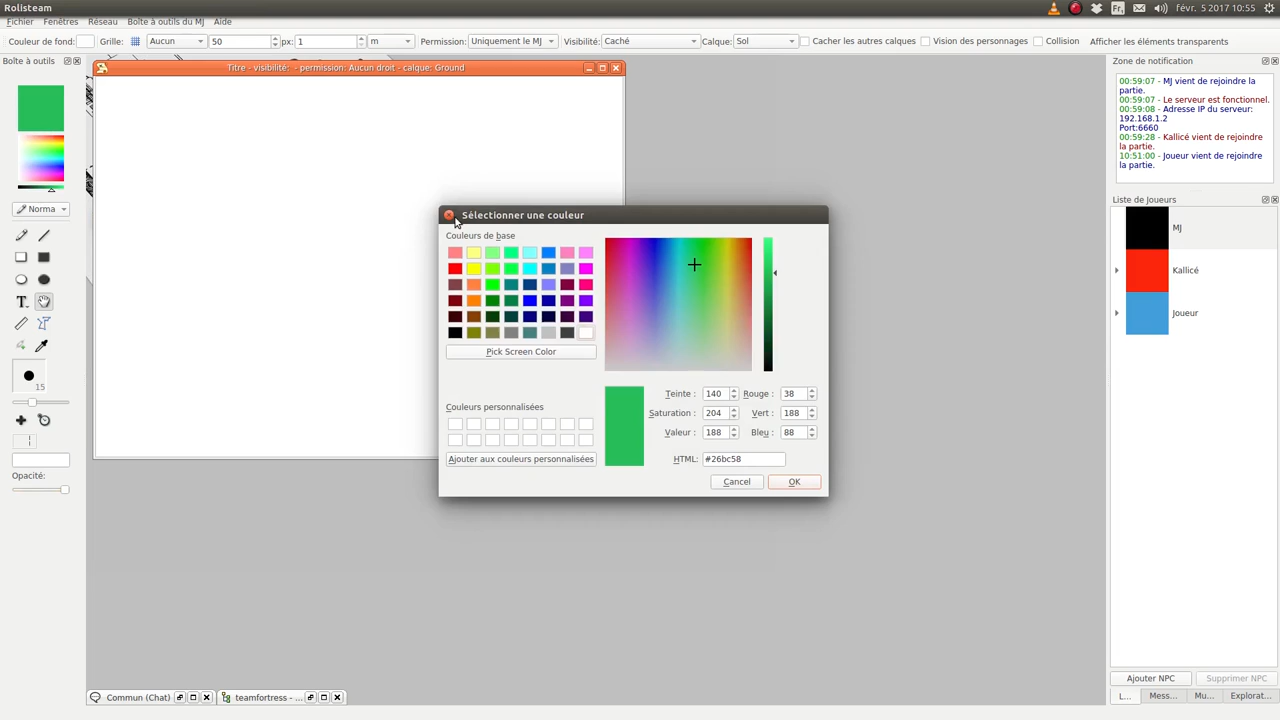 Rolisteam
Fr₁
févr. 5 2017 10:55
Fichier Fenêtres Réseau Boîte à outils du MJ Aide
Couleur de fond: Grille: Aucun 50 px: 1 m Permission: Uniquement le MJ Visibilité: Caché Calque: Sol Cacher les autres calques Vision des personnages Collision Afficher les éléments transparents
Boîte à outils
Norma
T
15
Opacité:
Titre - visibilité: - permission: Aucun droit - calque: Ground
Sélectionner une couleur
Couleurs de base
Pick Screen Color
Couleurs personnalisées
Ajouter aux couleurs personnalisées
Teinte : 140 Rouge : 38
Saturation : 204 Vert : 188
Valeur : 188 Bleu : 88
HTML: #26bc58
Cancel OK
Zone de notification
00:59:07 - MJ vient de rejoindre la
partie.
00:59:07 - Le serveur est fonctionnel.
00:59:08 - Adresse IP du serveur:
192.168.1.2
Port:6660
00:59:28 - Kallicé vient de rejoindre
la partie.
10:51:00 - Joueur vient de rejoindre
la partie.
Liste de Joueurs
MJ
Kallicé
Joueur
Ajouter NPC Supprimer NPC
L... Mess... Mu... Explorat...
Commun (Chat) teamfortress - ...